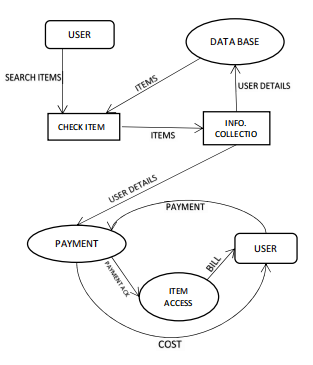 USER
DATA BASE
SEARCH ITEMS
ITEMS
USER DETAILS
CHECK ITEM
ITEMS
INFO.
COLLECTIO
USER DETAILS
PAYMENT
PAYMENT
USER
PAYMENT ACK
BILL
ITEM
ACCESS
COST